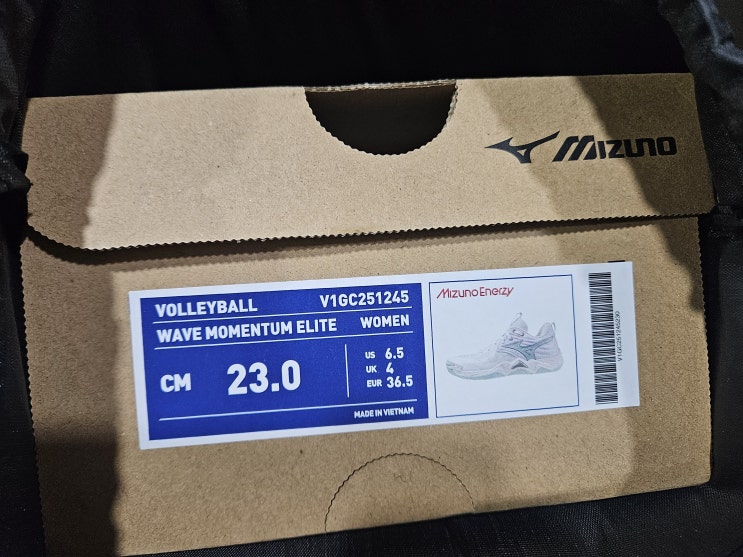 MIZUNO
VOLLEYBALL V1GC251245
WAVE MOMENTUM ELITE WOMEN
CM 23.0
US 6.5
UK 4
EUR 36.5
MADE IN VIETNAM
MIZUNO ENERZY
V1GC251245230